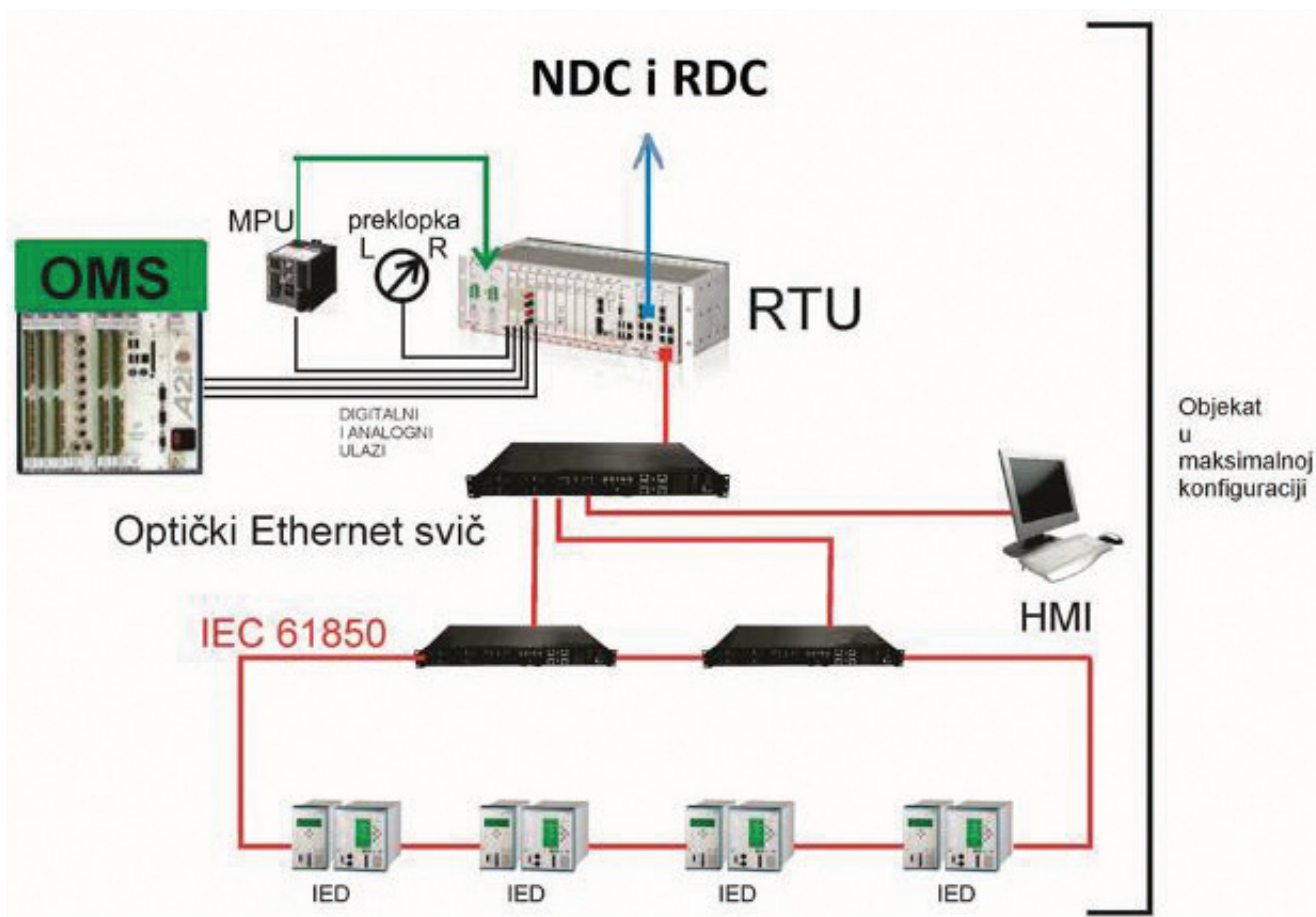 NDC i RDC
MPU
preklopka
L R
OMS
RTU
A2
DIGITALNI
I ANALOGNI
ULAZI
Objekat
u
maksimalnoj
konfiguraciji
Optički Ethernet svič
IEC 61850
HMI
IED
IED
IED
IED